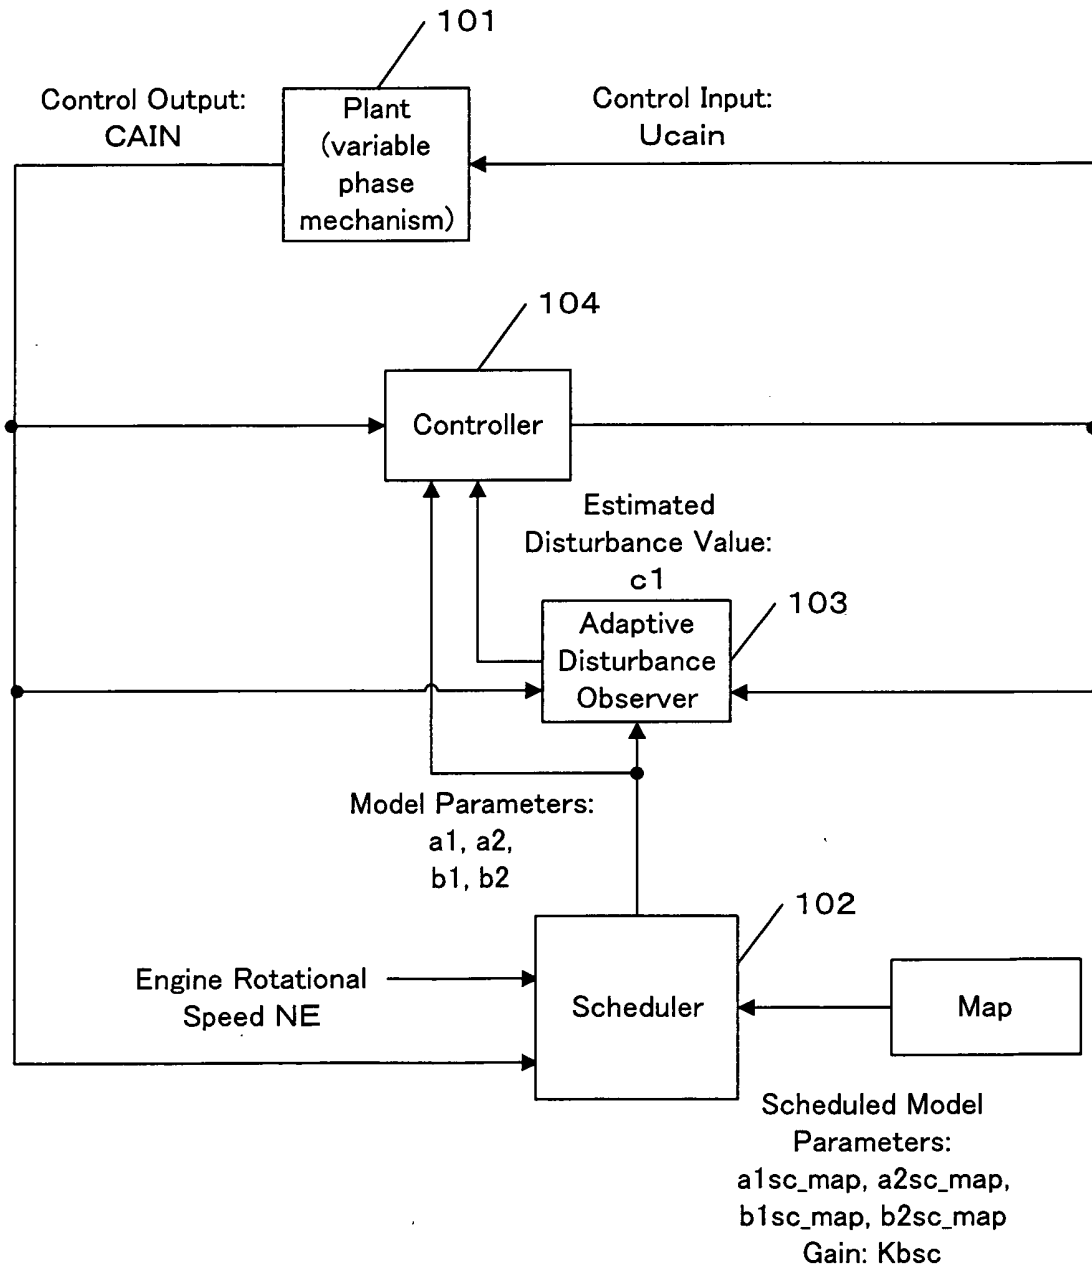 101
Control Output:
CAIN
Plant
(variable
phase
mechanism)
Control Input:
Ucain
104
Controller
Estimated
Disturbance Value:
c1
103
Adaptive
Disturbance
Observer
Model Parameters:
a1, a2,
b1, b2
102
Engine Rotational
Speed NE
Scheduler
Map
Scheduled Model
Parameters:
a1sc_map, a2sc_map,
b1sc_map, b2sc_map
Gain: Kbsc